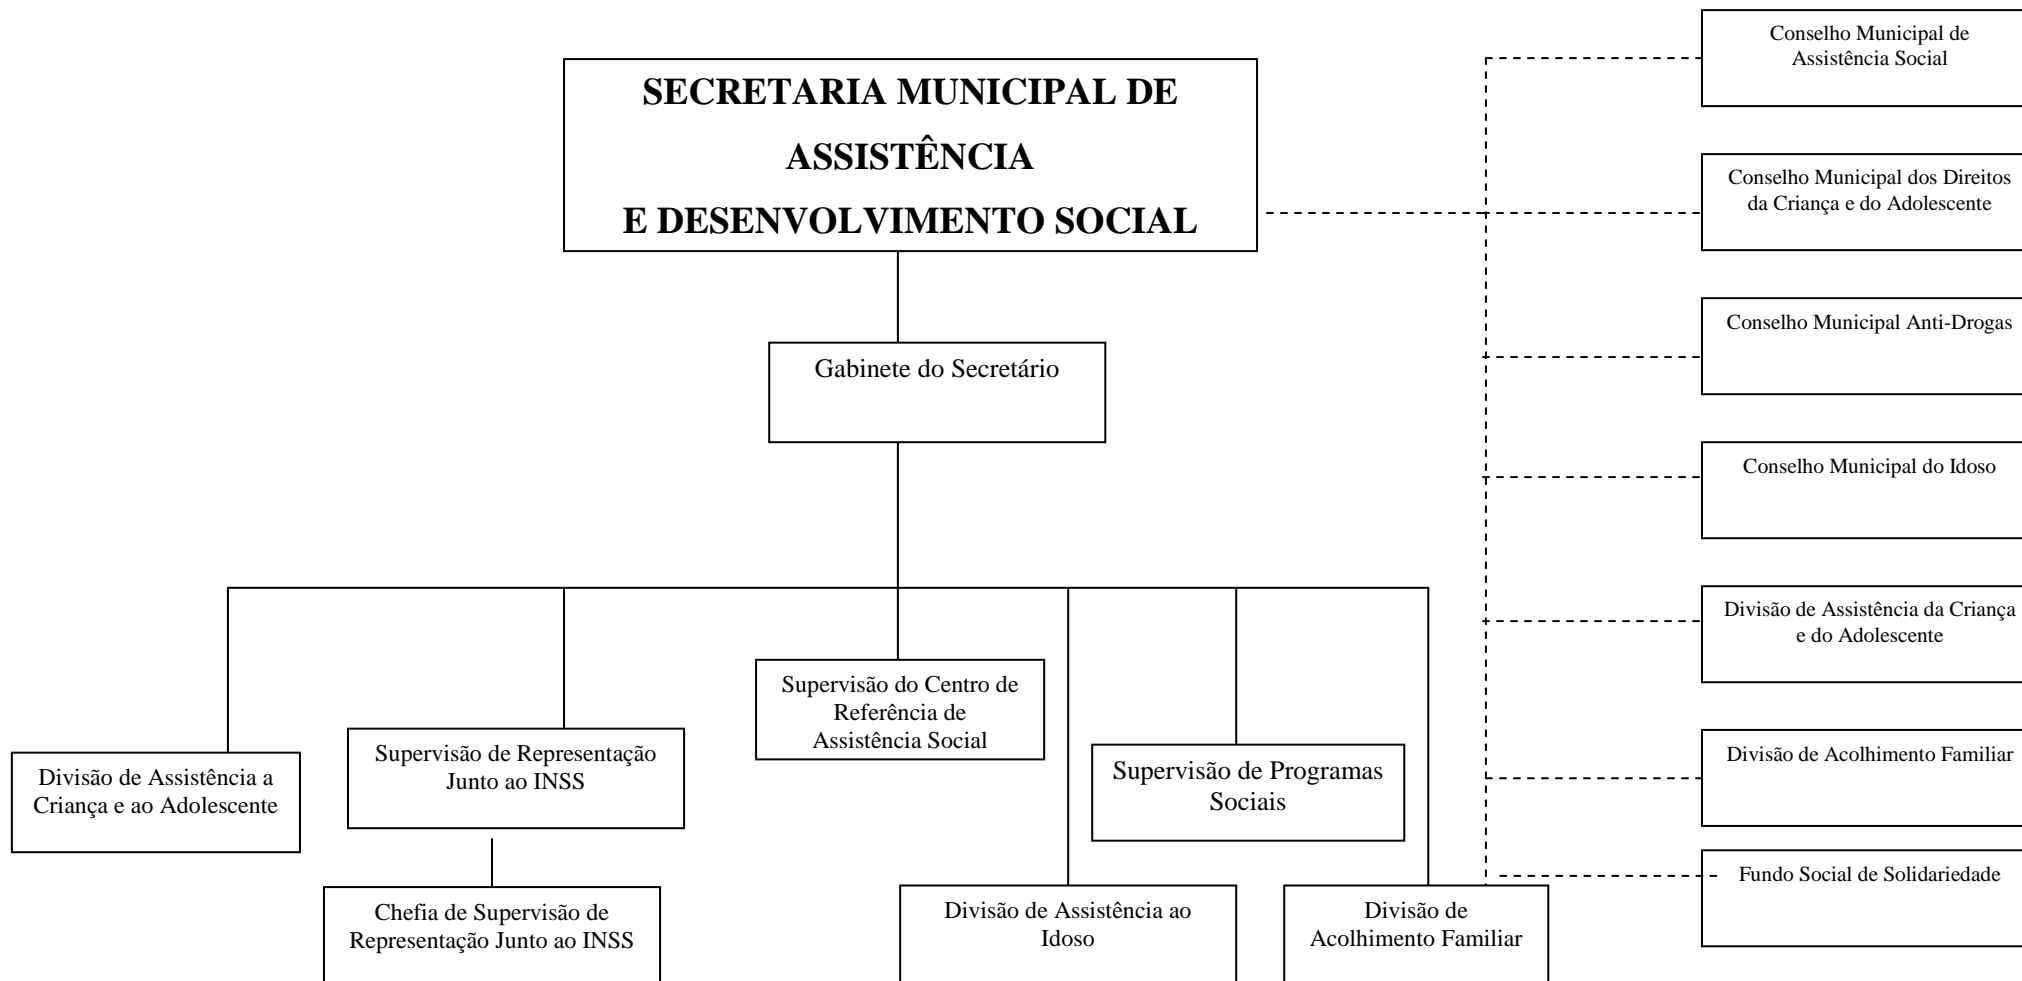 SECRETARIA MUNICIPAL DE
ASSISTÊNCIA
E DESENVOLVIMENTO SOCIAL
Gabinete do Secretário
Divisão de Assistência a
Criança e ao Adolescente
Supervisão de Representação
Junto ao INSS
Chefia de Supervisão de
Representação Junto ao INSS
Supervisão do Centro de
Referência de
Assistência Social
Divisão de Assistência ao
Idoso
Supervisão de Programas
Sociais
Divisão de
Acolhimento Familiar
Conselho Municipal de
Assistência Social
Conselho Municipal dos Direitos
da Criança e do Adolescente
Conselho Municipal Anti-Drogas
Conselho Municipal do Idoso
Divisão de Assistência da Criança
e do Adolescente
Divisão de Acolhimento Familiar
Fundo Social de Solidariedade